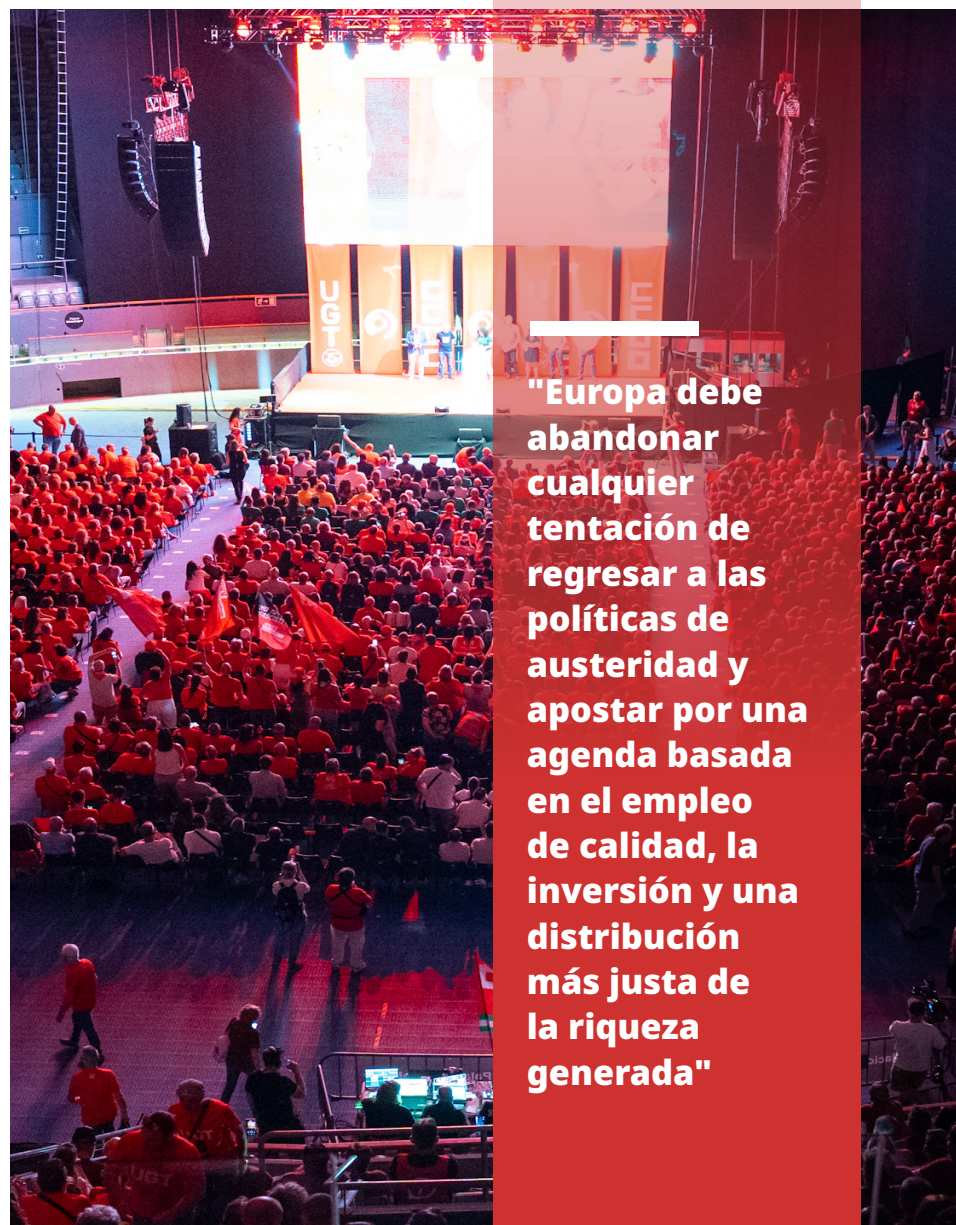 UGT
"Europa debe
abandonar
cualquier
tentación de
regresar a las
políticas de
austeridad y
apostar por una
agenda basada
en el empleo
de calidad, la
inversión y una
distribución
más justa de
la riqueza
generada"
UGT